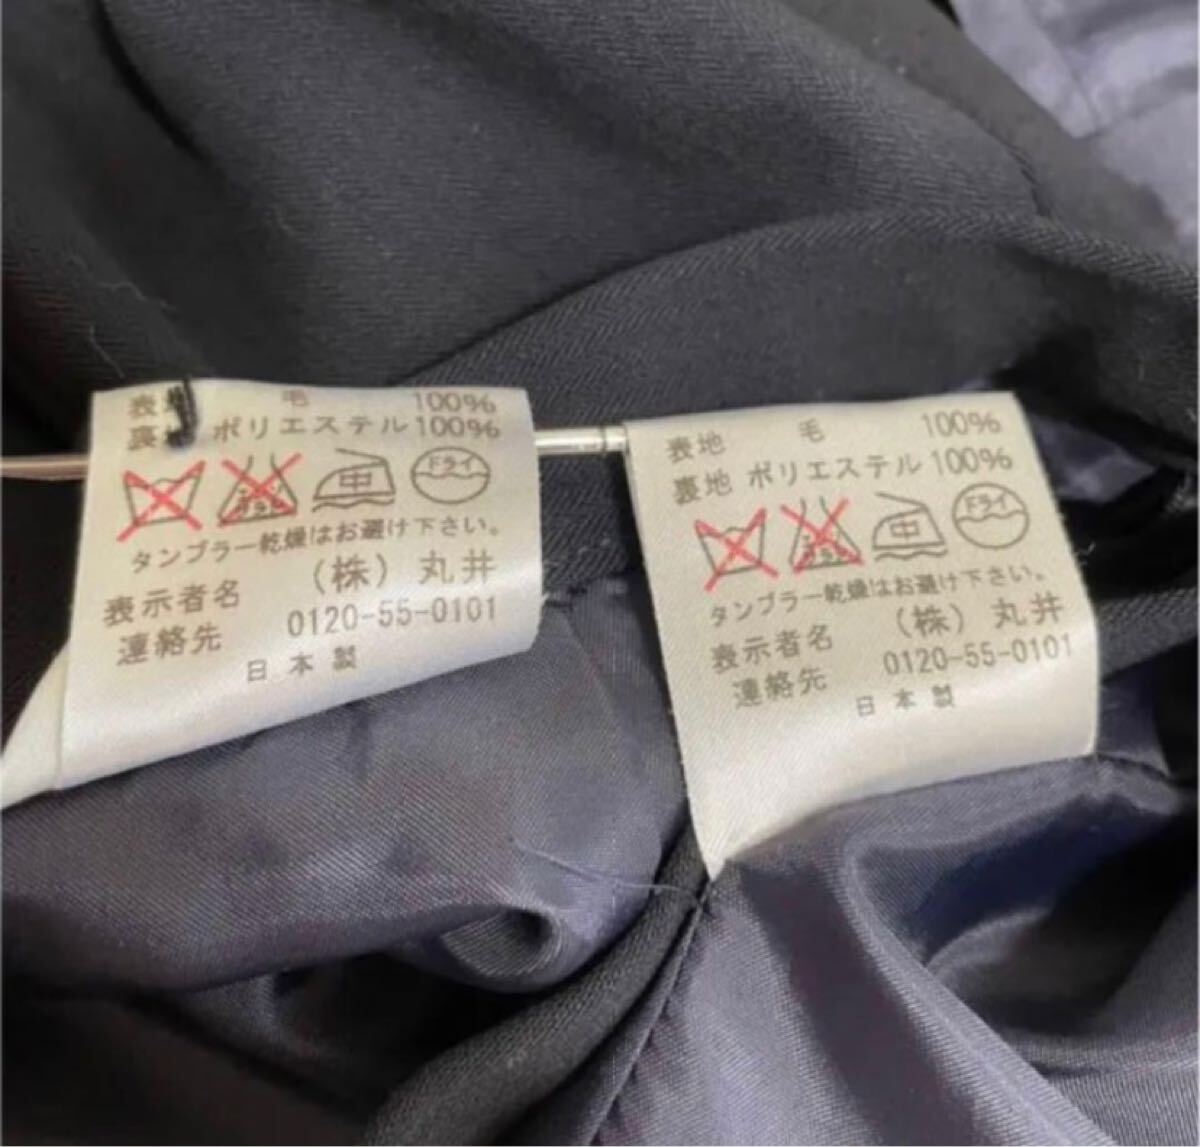 表地 毛 100%
裏地 ポリエステル 100%
中 ドライ
タンブラー乾燥はお避け下さい。
表示者名 (株) 丸井
連絡先 0120-55-0101
日本製
表地 毛 100%
裏地 ポリエステル 100%
中 ドライ
タンブラー乾燥はお避け下さい。
表示者名 (株) 丸井
連絡先 0120-55-0101
日本製